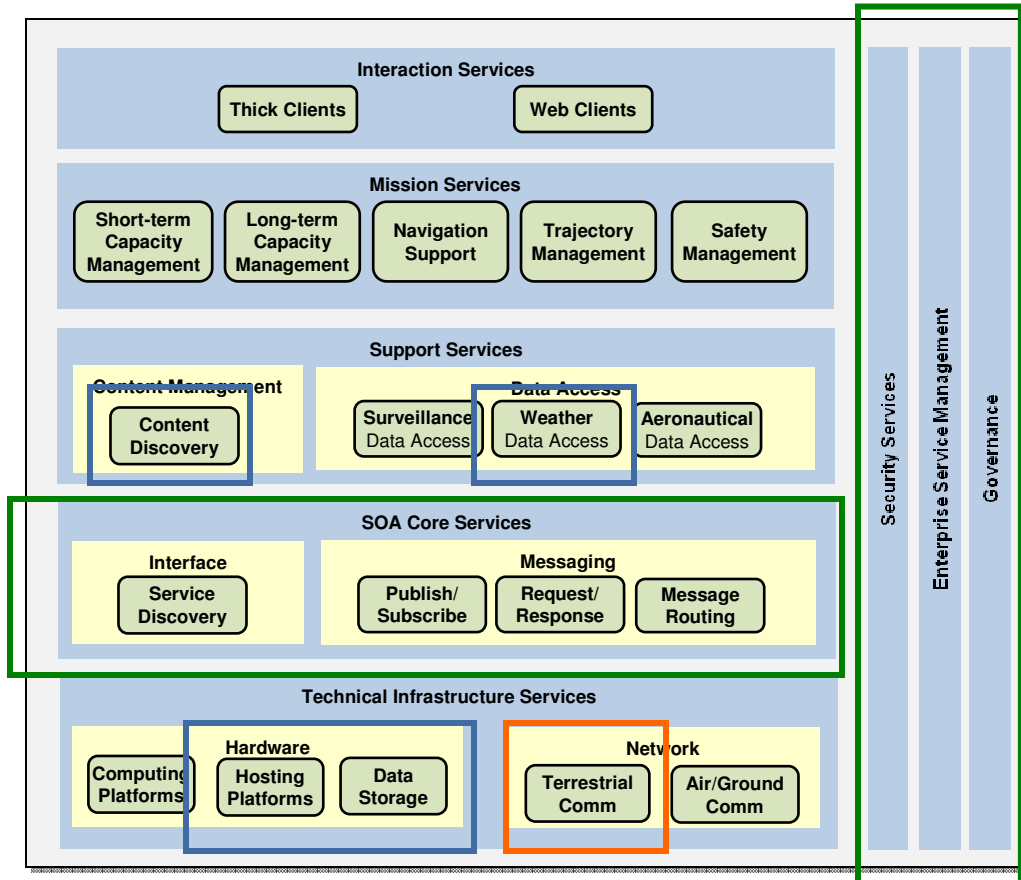 Interaction Services
Thick Clients
Web Clients
Mission Services
Short-term
Capacity
Management
Long-term
Capacity
Management
Navigation
Support
Trajectory
Management
Safety
Management
Support Services
Content Management
Content
Discovery
Data Access
Surveillance
Data Access
Weather
Data Access
Aeronautical
Data Access
SOA Core Services
Interface
Service
Discovery
Messaging
Publish/
Subscribe
Request/
Response
Message
Routing
Technical Infrastructure Services
Hardware
Computing
Platforms
Hosting
Platforms
Data
Storage
Network
Terrestrial
Comm
Air/Ground
Comm
Security Services
Enterprise Service Management
Governance